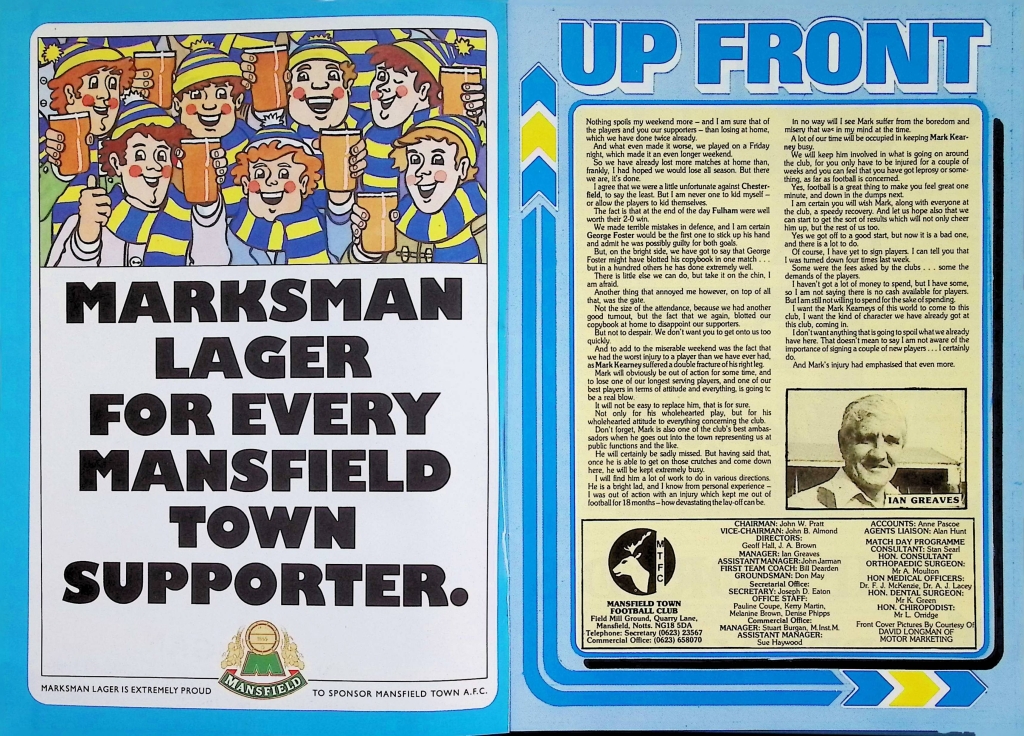 MARKSMAN
LAGER
FOR EVERY
MANSFIELD
TOWN
SUPPORTER.
MANSFIELD
MARKSMAN LAGER IS EXTREMELY PROUD
TO SPONSOR MANSFIELD TOWN A.F.C.
UP FRONT
Nothing spoils my weekend more – and I am sure that of
the players and you our supporters – than losing at home,
which we have done twice already.
And what even made it worse, we played on a Friday
night, which made it an even longer weekend.
So we have already lost more matches at home than,
frankly, I had hoped we would lose all season. But there
we are, it's done.
I agree that we were a little unfortunate against Chester-
field, to say the least. But I am never one to kid myself –
or allow the players to kid themselves.
The fact is that at the end of the day Fulham were well
worth their 2-0 win.
We made terrible mistakes in defence, and I am certain
George Foster would be the first one to stick up his hand
and admit he was possibly guilty for both goals.
But, on the bright side, we have got to say that George
Foster might have blotted his copybook in one match . . .
but in a hundred others he has done extremely well.
There is little else we can do, but take it on the chin, I
am afraid.
Another thing that annoyed me however, on top of all
that, was the gate.
Not the size of the attendance, because we had another
good turnout, but the fact that we again, blotted our
copybook at home to disappoint our supporters.
But not to despair. We don't want you to get onto us too
quickly.
And to add to the miserable weekend was the fact that
we had the worst injury to a player than we have ever had,
as Mark Kearney suffered a double fracture of his right leg.
Mark will obviously be out of action for some time, and
to lose one of our longest serving players, and one of our
best players in terms of attitude and everything, is going to
be a real blow.
It will not be easy to replace him, that is for sure.
Not only for his wholehearted play, but for his
wholehearted attitude to everything concerning the club.
Don't forget, Mark is also one of the club's best ambas-
sadors when he goes out into the town representing us at
public functions and the like.
He will certainly be sadly missed. But having said that,
once he is able to get on those crutches and come down
here, he will be kept extremely busy.
I will find him a lot of work to do in various directions.
He is a bright lad, and I know from personal experience –
I was out of action with an injury which kept me out of
football for 18 months – how devastating the lay-off can be.
In no way will I see Mark suffer from the boredom and
misery that was in my mind at the time.
A lot of our time will be occupied in keeping Mark Kear-
ney busy.
We will keep him involved in what is going on around
the club, for you only have to be injured for a couple of
weeks and you can feel that you have got leprosy or some-
thing, as far as football is concerned.
Yes, football is a great thing to make you feel great one
minute, and down in the dumps next.
I am certain you will wish Mark, along with everyone at
the club, a speedy recovery. And let us hope also that we
can start to get the sort of results which will not only cheer
him up, but the rest of us too.
Yes we got off to a good start, but now it is a bad one,
and there is a lot to do.
Of course, I have yet to sign players. I can tell you that
I was turned down four times last week.
Some were the fees asked by the clubs . . . some the
demands of the players.
I haven't got a lot of money to spend, but I have some,
so I am not saying there is no cash available for players.
But I am still not willing to spend for the sake of spending.
I want the Mark Kearneys of this world to come to this
club, I want the kind of character we have already got at
this club, coming in.
I don't want anything that is going to spoil what we already
have here. That doesn't mean to say I am not aware of the
importance of signing a couple of new players . . . I certainly
do.
And Mark's injury had emphasised that even more.
IAN GREAVES
MTFC
MANSFIELD TOWN
FOOTBALL CLUB
Field Mill Ground, Quarry Lane,
Mansfield, Notts. NG18 5DA
Telephone: Secretary (0623) 23567
Commercial Office: (0623) 658070
CHAIRMAN: John W. Pratt
VICE-CHAIRMAN: John B. Almond
DIRECTORS:
Geoff Hall, J. A. Brown
MANAGER: Ian Greaves
ASSISTANT MANAGER: John Jarman
FIRST TEAM COACH: Bill Dearden
GROUNDSMAN: Don May
Secretarial Office:
SECRETARY: Joseph D. Eaton
OFFICE STAFF:
Pauline Coupe, Kerry Martin,
Melanine Brown, Denise Phipps
Commercial Office:
MANAGER: Stuart Burgan, M.Inst.M.
ASSISTANT MANAGER:
Sue Haywood
ACCOUNTS: Anne Pascoe
AGENTS LIAISON: Alan Hunt
MATCH DAY PROGRAMME
CONSULTANT: Stan Searl
HON. CONSULTANT
ORTHOPAEDIC SURGEON:
Mr A. Moulton
HON MEDICAL OFFICERS:
Dr. F. J. McKenzie, Dr. A. J. Lacey
HON. DENTAL SURGEON:
Mr K. Green
HON. CHIROPODIST:
Mr L. Orridge
Front Cover Pictures By Courtesy Of
DAVID LONGMAN OF
MOTOR MARKETING